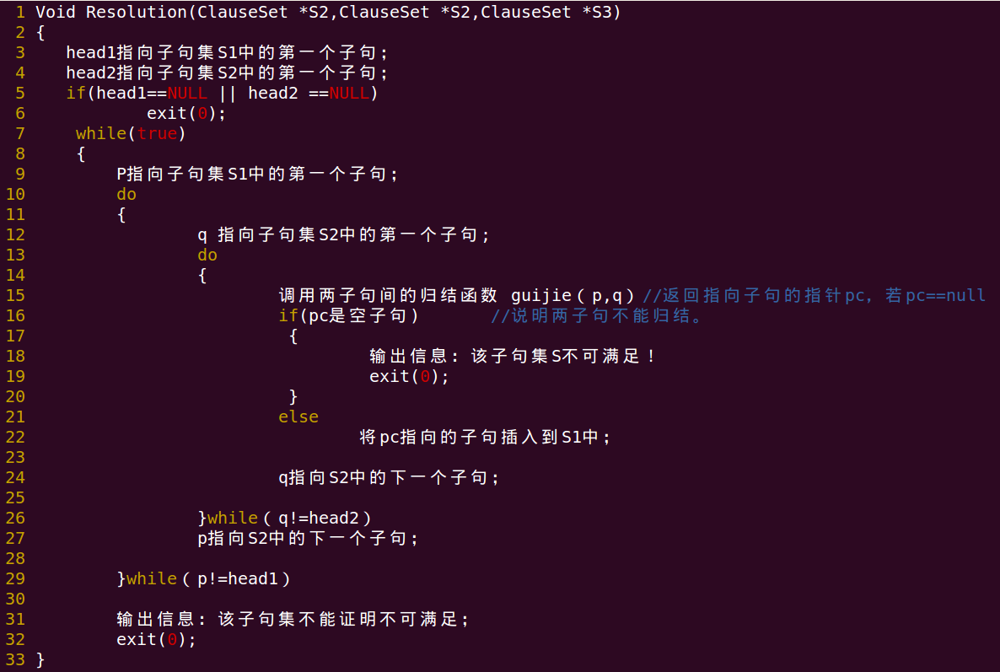 1 Void Resolution(ClauseSet *S2,ClauseSet *S2,ClauseSet *S3)
2 {
3    head1指向子句集S1中的第一个子句;
4    head2指向子句集S2中的第一个子句;
5    if(head1==NULL || head2 ==NULL)
6            exit(0);
7     while(true)
8     {
9         P指向子句集S1中的第一个子句;
10         do
11         {
12                 q 指向子句集S2中的第一个子句;
13                 do
14                 {
15                         调用两子句间的归结函数 guijie(p,q)//返回指向子句的指针pc，若pc==null
16                         if(pc是空子句)       //说明两子句不能归结。
17                          {
18                                  输出信息：该子句集S不可满足！
19                                  exit(0);
20                          }
21                         else
22                                 将pc指向的子句插入到S1中;
23
24                         q指向S2中的下一个子句;
25
26                 }while(q!=head2)
27                 p指向S2中的下一个子句;
28
29         }while(p!=head1)
30
31         输出信息：该子句集不能证明不可满足;
32         exit(0);
33 }